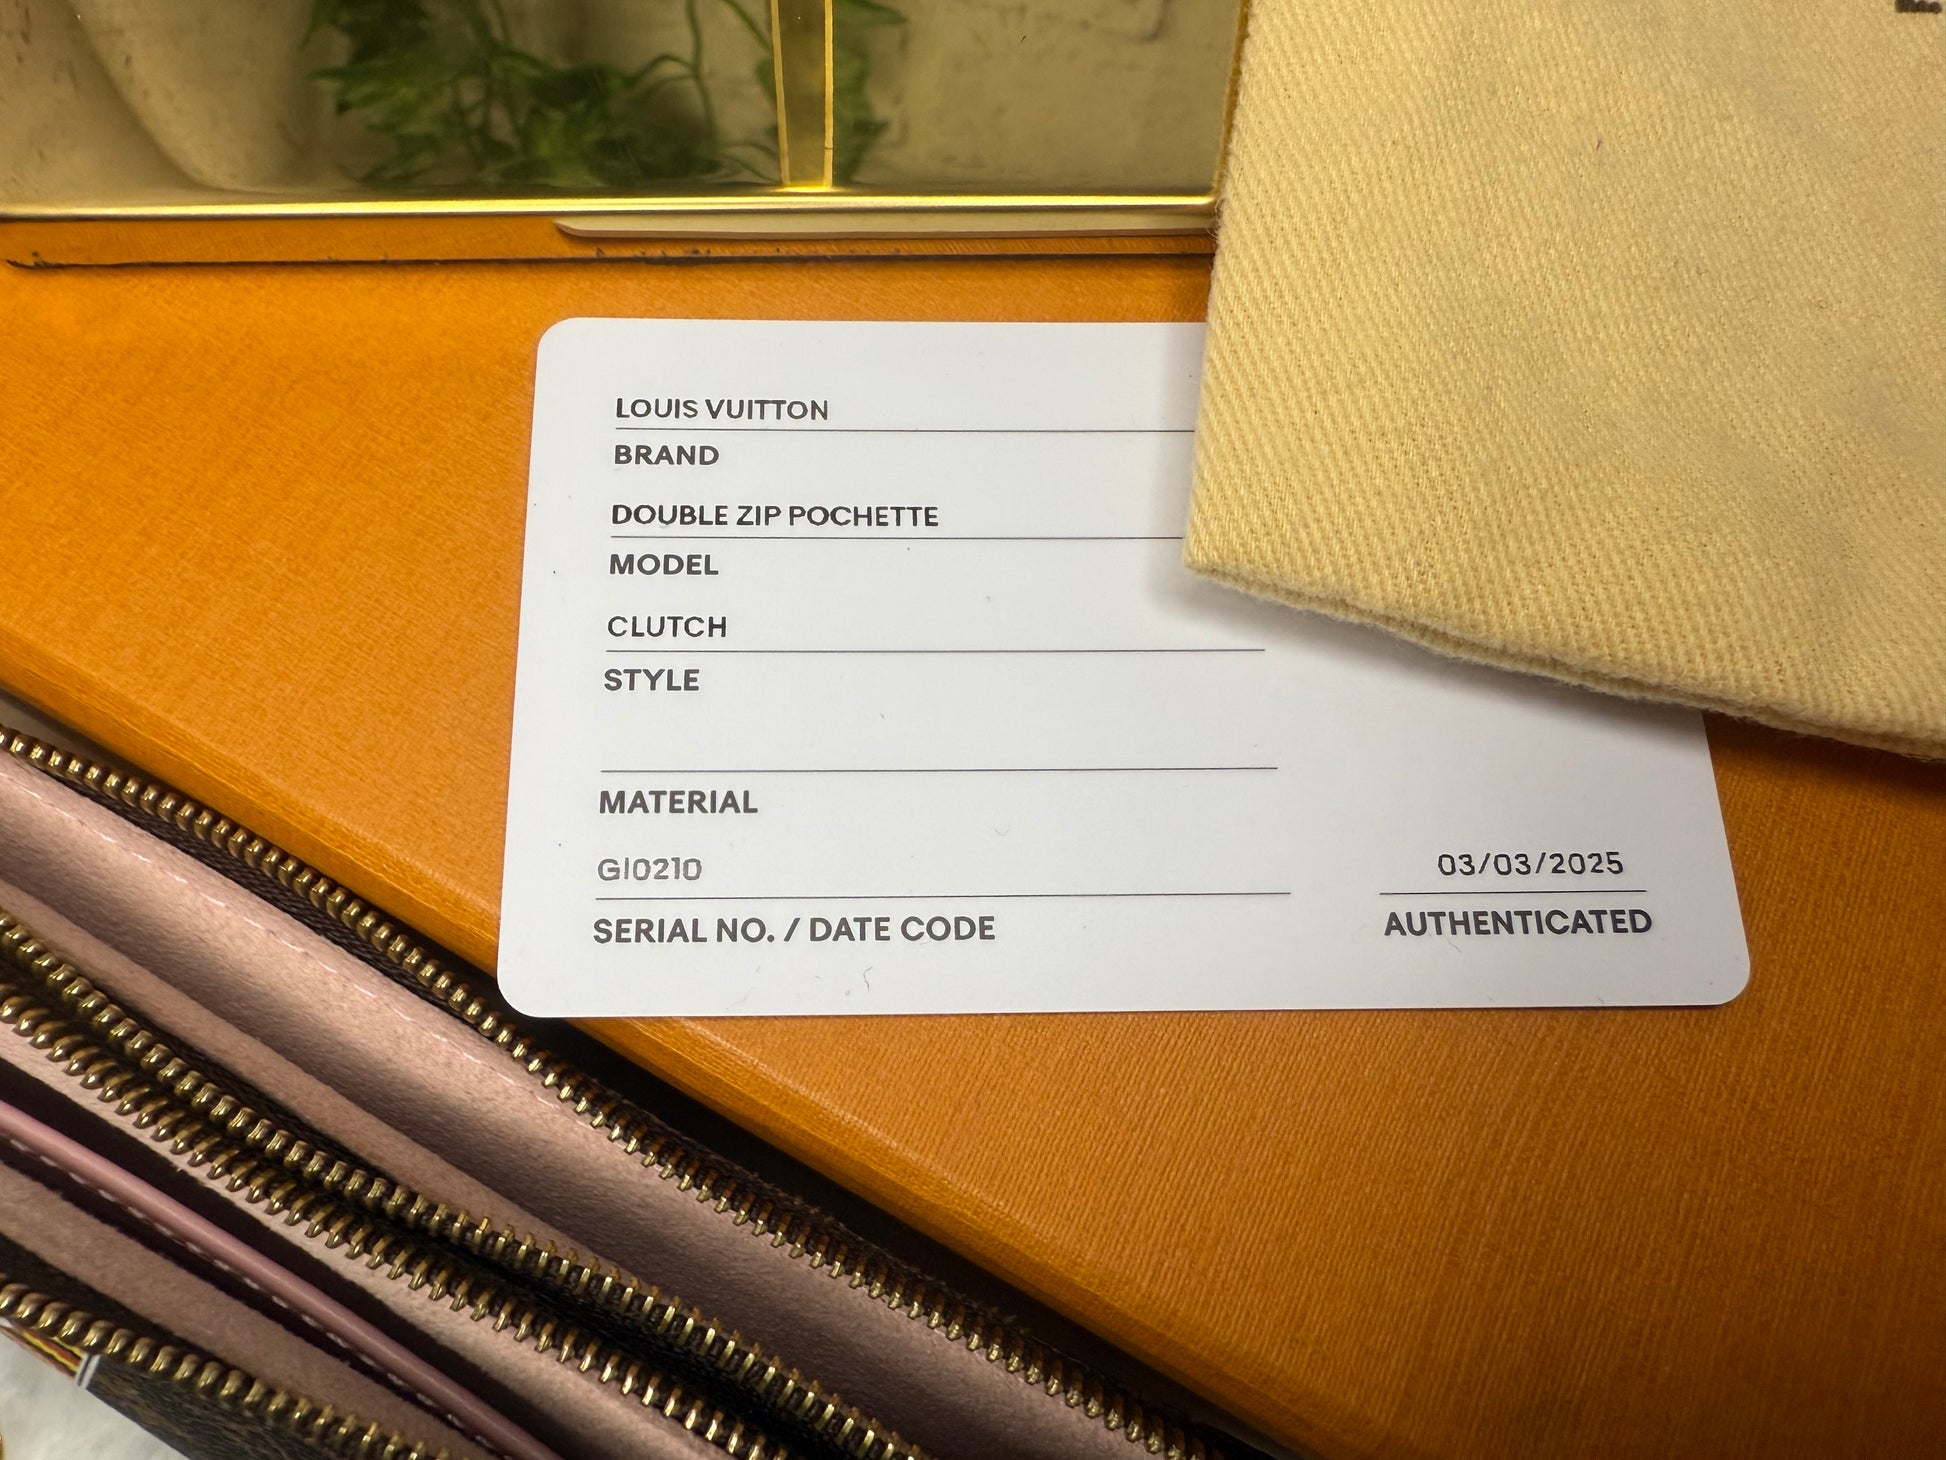 LOUIS VUITTON
BRAND
DOUBLE ZIP POCHETTE
MODEL
CLUTCH
STYLE
MATERIAL
GI0210
SERIAL NO. / DATE CODE
03/03/2025
AUTHENTICATED